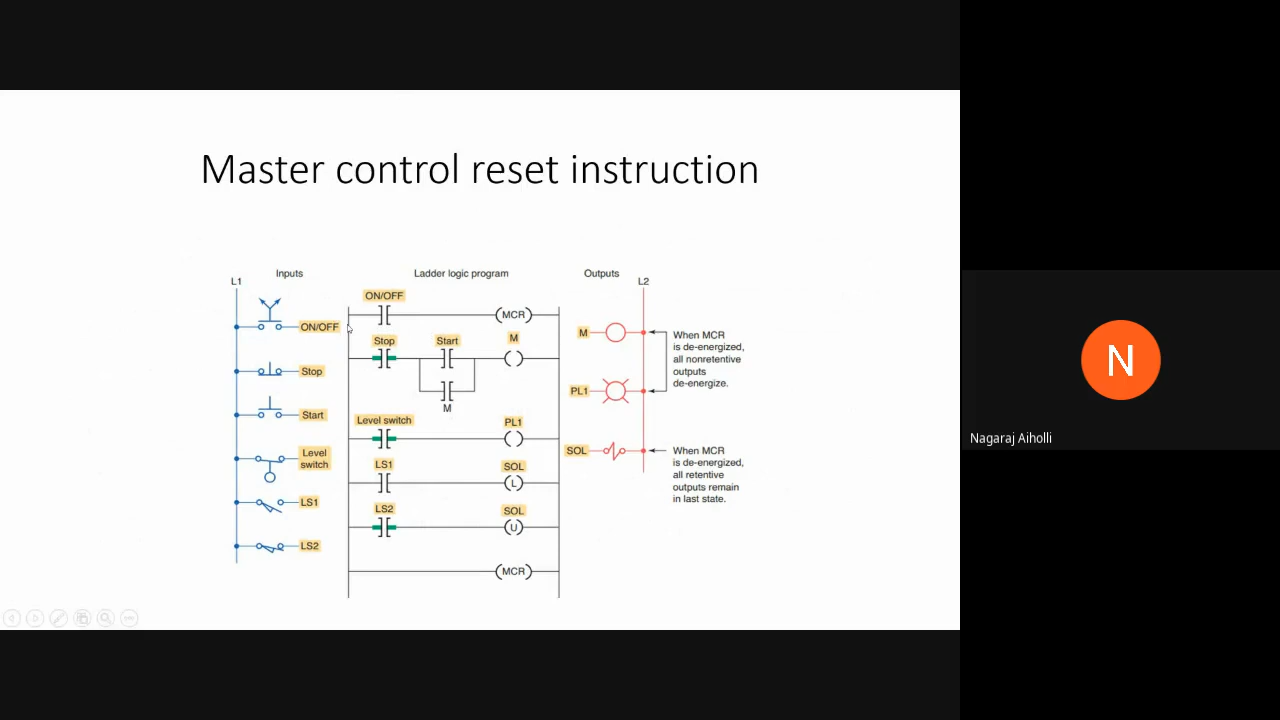 Master control reset instruction
Inputs
Ladder logic program
Outputs
L1
L2
ON/OFF
Stop
Start
Level
switch
LS1
LS2
ON/OFF
MCR
Stop
Start
M
M
Level switch
PL1
LS1
SOL
L
LS2
SOL
U
MCR
M
PL1
SOL
When MCR
is de-energized,
all nonretentive
outputs
de-energize.
When MCR
is de-energized,
all retentive
outputs remain
in last state.
N
Nagaraj Aiholli